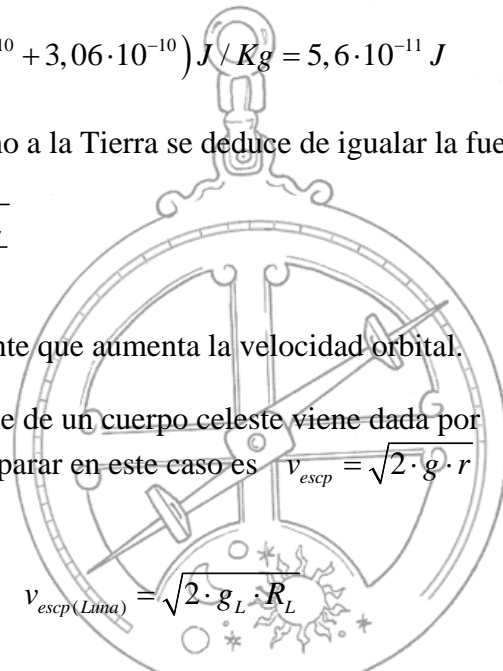 10 + 3,06·10⁻¹⁰ ) J / Kg = 5,6·10⁻¹¹ J
no a la Tierra se deduce de igualar la fue
nte que aumenta la velocidad orbital.
e de un cuerpo celeste viene dada por
parar en este caso es v_escp = √2·g·r
v_escp(Luna) = √2·g_L·R_L